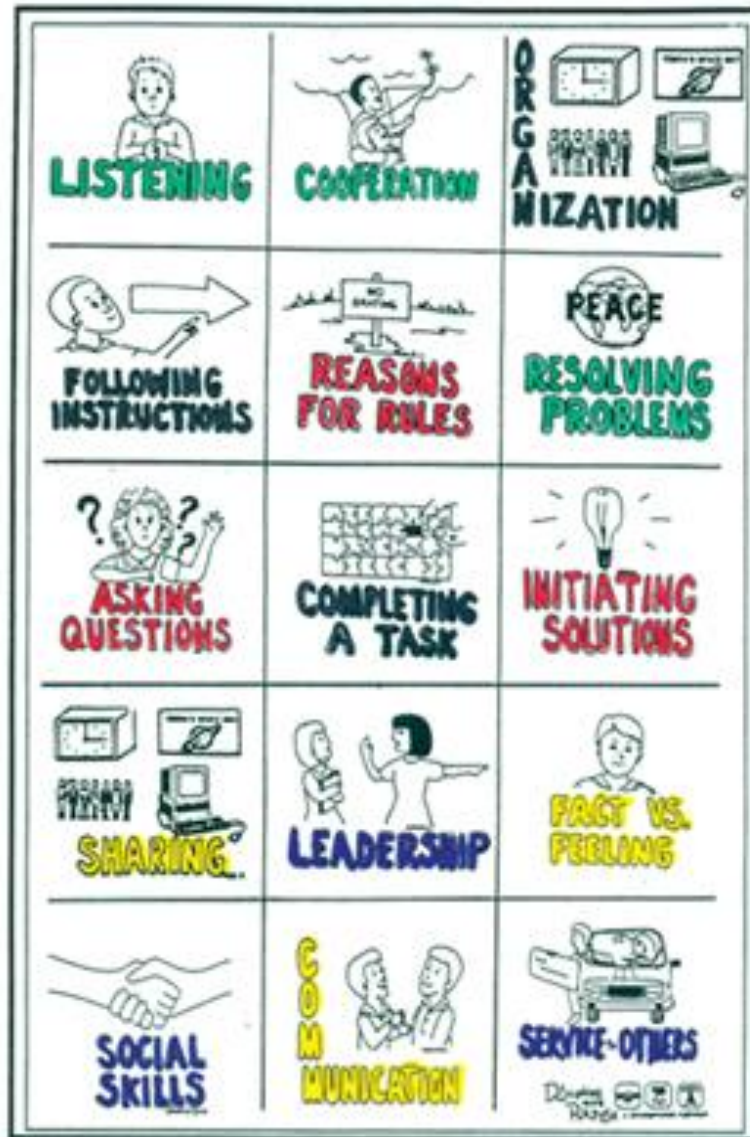 LISTENING
COOPERATION
ORGANIZATION
FOLLOWING
INSTRUCTIONS
NO
REASONS
FOR RULES
PEACE
RESOLVING
PROBLEMS
? ? ?
ASKING
QUESTIONS
COMPLETING
A TASK
INITIATING
SOLUTIONS
SHARING
LEADERSHIP
FACT VS.
FEELING
SOCIAL
SKILLS
COMMUNICATION
SERVICE OTHERS